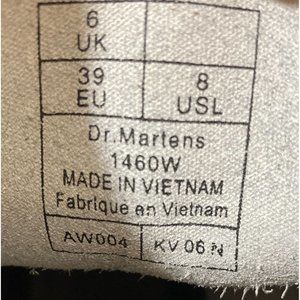 6
UK
39 8
EU USL
Dr.Martens
1460W
MADE IN VIETNAM
Fabrique en Vietnam
AW004 KV 06 N